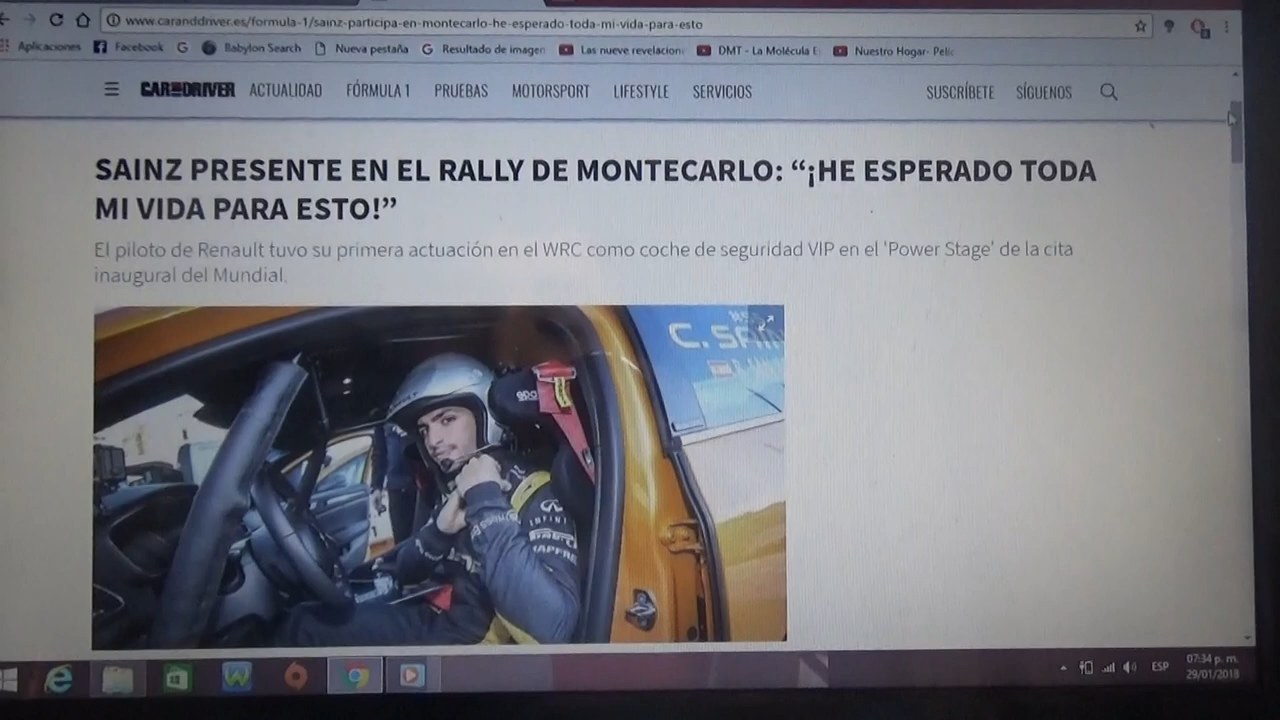 www.caranddriver.es/formula-1/sainz-participa-en-montecarlo-he-esperado-toda-mi-vida-para-esto
Aplicaciones Facebook Babylon Search Nueva pestaña Resultado de imagen Las nueve revelacion DMT - La Molécula E Nuestro Hogar- Pelic
CAR AND DRIVER ACTUALIDAD FÓRMULA 1 PRUEBAS MOTORSPORT LIFESTYLE SERVICIOS SUSCRÍBETE SÍGUENOS
SAINZ PRESENTE EN EL RALLY DE MONTECARLO: “¡HE ESPERADO TODA
MI VIDA PARA ESTO!”
El piloto de Renault tuvo su primera actuación en el WRC como coche de seguridad VIP en el 'Power Stage' de la cita
inaugural del Mundial.
C. SAIN
INFINITI
MAPFRE
ESP
07:34 p. m.
29/01/2018